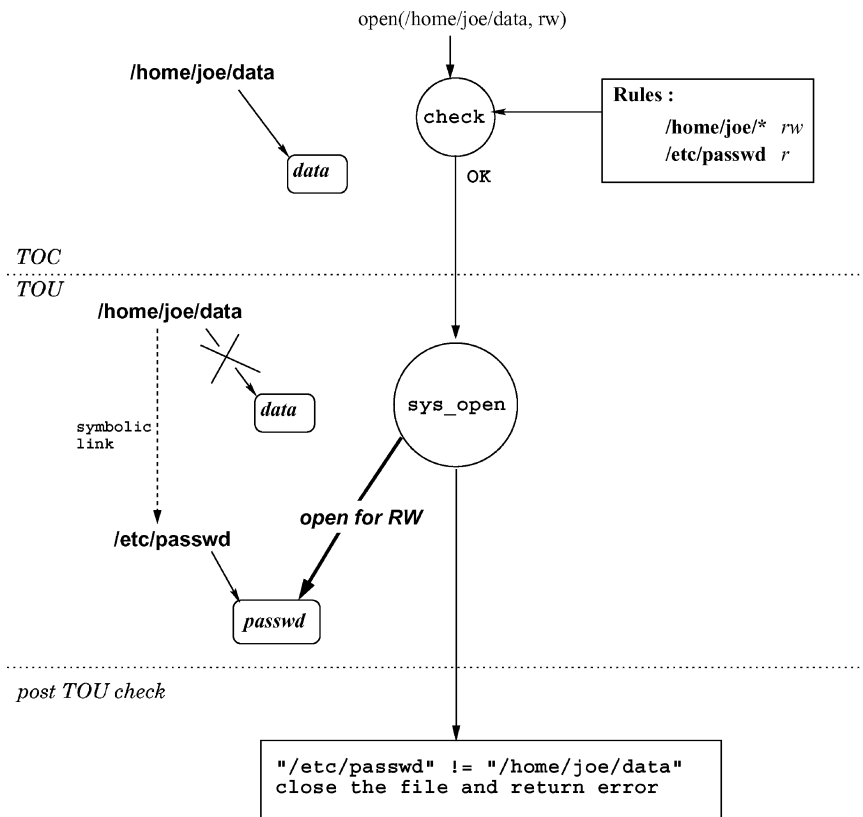 open(/home/joe/data, rw)
/home/joe/data
check
Rules :
/home/joe/* rw
/etc/passwd r
data
OK
TOC
TOU
/home/joe/data
data
sys_open
symbolic
link
open for RW
/etc/passwd
passwd
post TOU check
"/etc/passwd" != "/home/joe/data"
close the file and return error